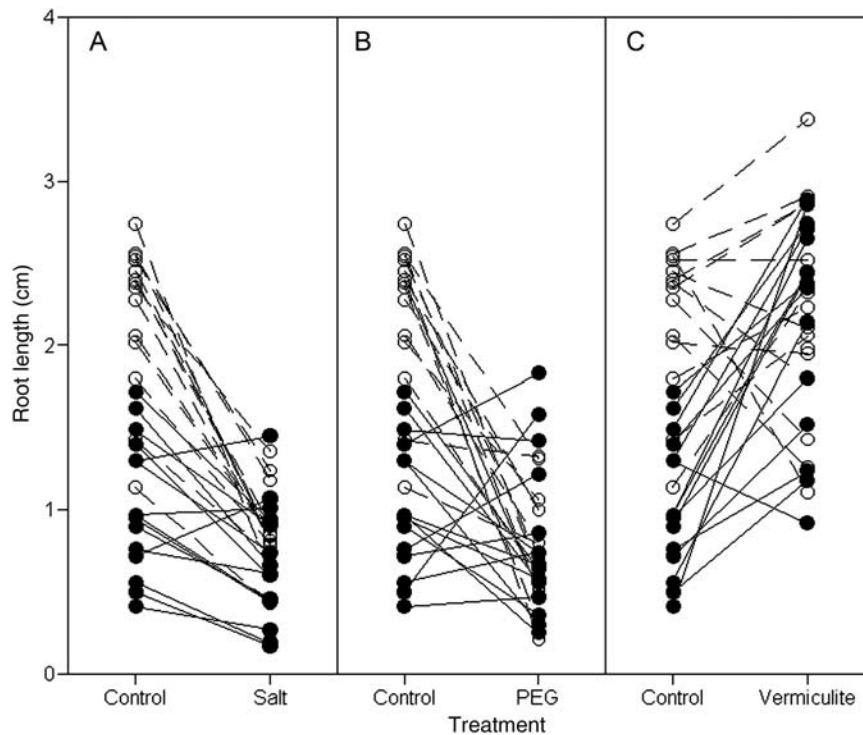 4
A
B
C
3
2
1
0
Root length (cm)
Control Salt Control PEG Control Vermiculite
Treatment